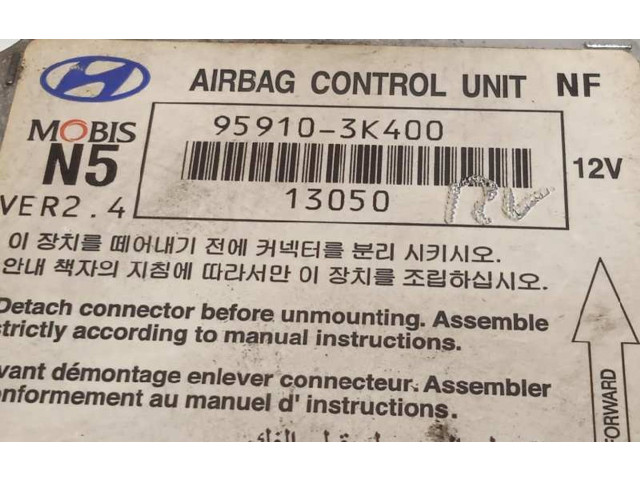 AIRBAG CONTROL UNIT NF
MOBIS
95910-3K400
N5
12V
VER2.4
13050
이 장치를 떼어내기 전에 커넥터를 분리 시키시오.
안내 책자의 지침에 따라서만 이 장치를 조립하십시오.
Detach connector before unmounting. Assemble
strictly according to manual instructions.
vant démontage enlever connecteur. Assembler
onformement au manuel d'instructions.
FORWARD